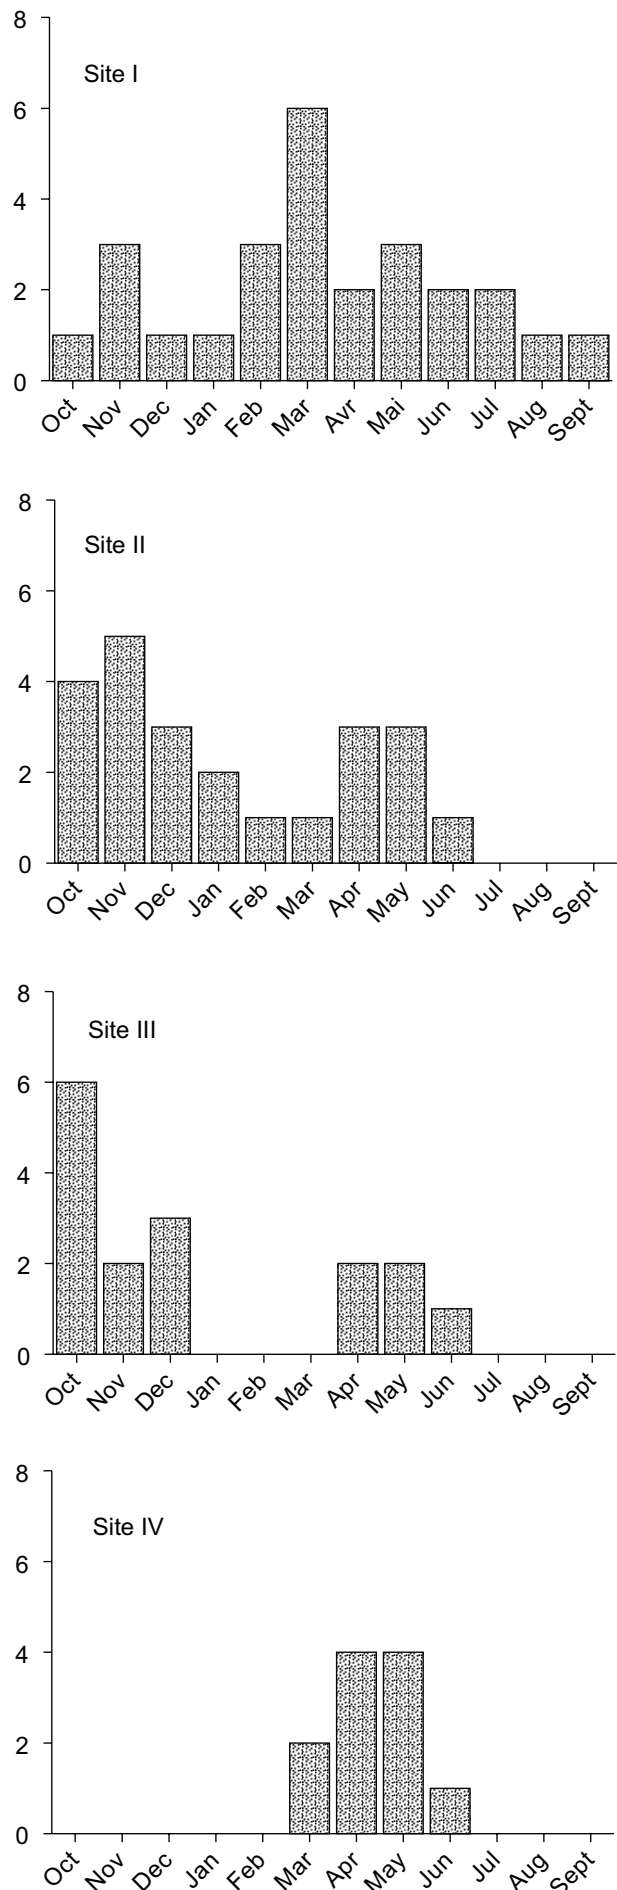 8
Site I
6
4
2
0
Oct Nov Dec Jan Feb Mar Avr Mai Jun Jul Aug Sept
8
Site II
6
4
2
0
Oct Nov Dec Jan Feb Mar Apr May Jun Jul Aug Sept
8
Site III
6
4
2
0
Oct Nov Dec Jan Feb Mar Apr May Jun Jul Aug Sept
8
Site IV
6
4
2
0
Oct Nov Dec Jan Feb Mar Apr May Jun Jul Aug Sept